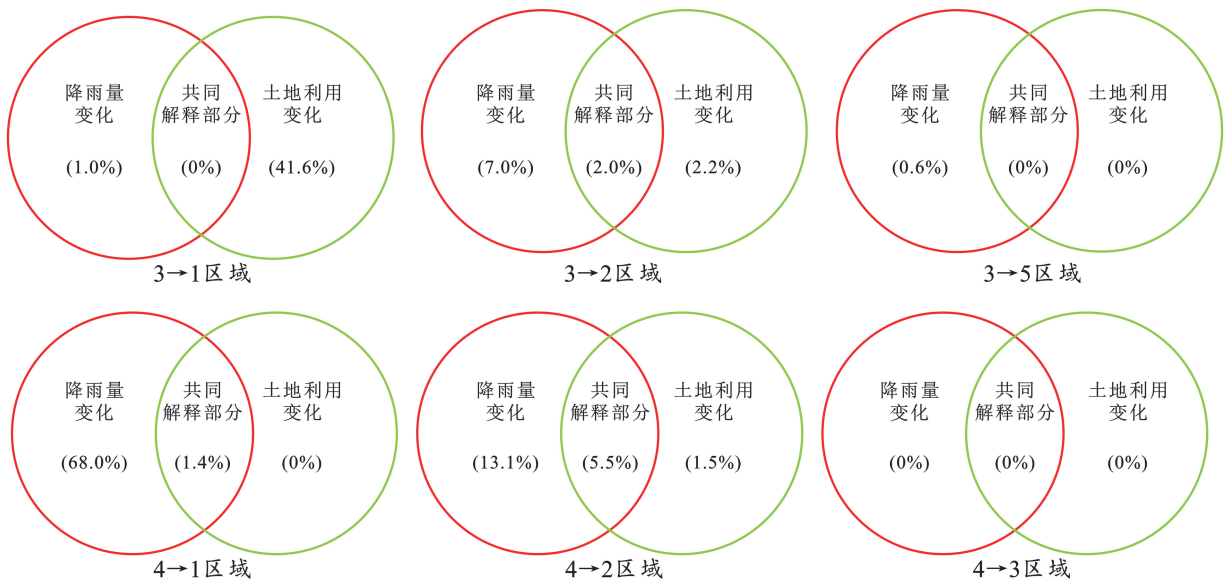 降雨量 共同 土地利用
变化 解释部分 变化
(1.0%) (0%) (41.6%)
3→1区域
降雨量 共同 土地利用
变化 解释部分 变化
(7.0%) (2.0%) (2.2%)
3→2区域
降雨量 共同 土地利用
变化 解释部分 变化
(0.6%) (0%) (0%)
3→5区域
降雨量 共同 土地利用
变化 解释部分 变化
(68.0%) (1.4%) (0%)
4→1区域
降雨量 共同 土地利用
变化 解释部分 变化
(13.1%) (5.5%) (1.5%)
4→2区域
降雨量 共同 土地利用
变化 解释部分 变化
(0%) (0%) (0%)
4→3区域